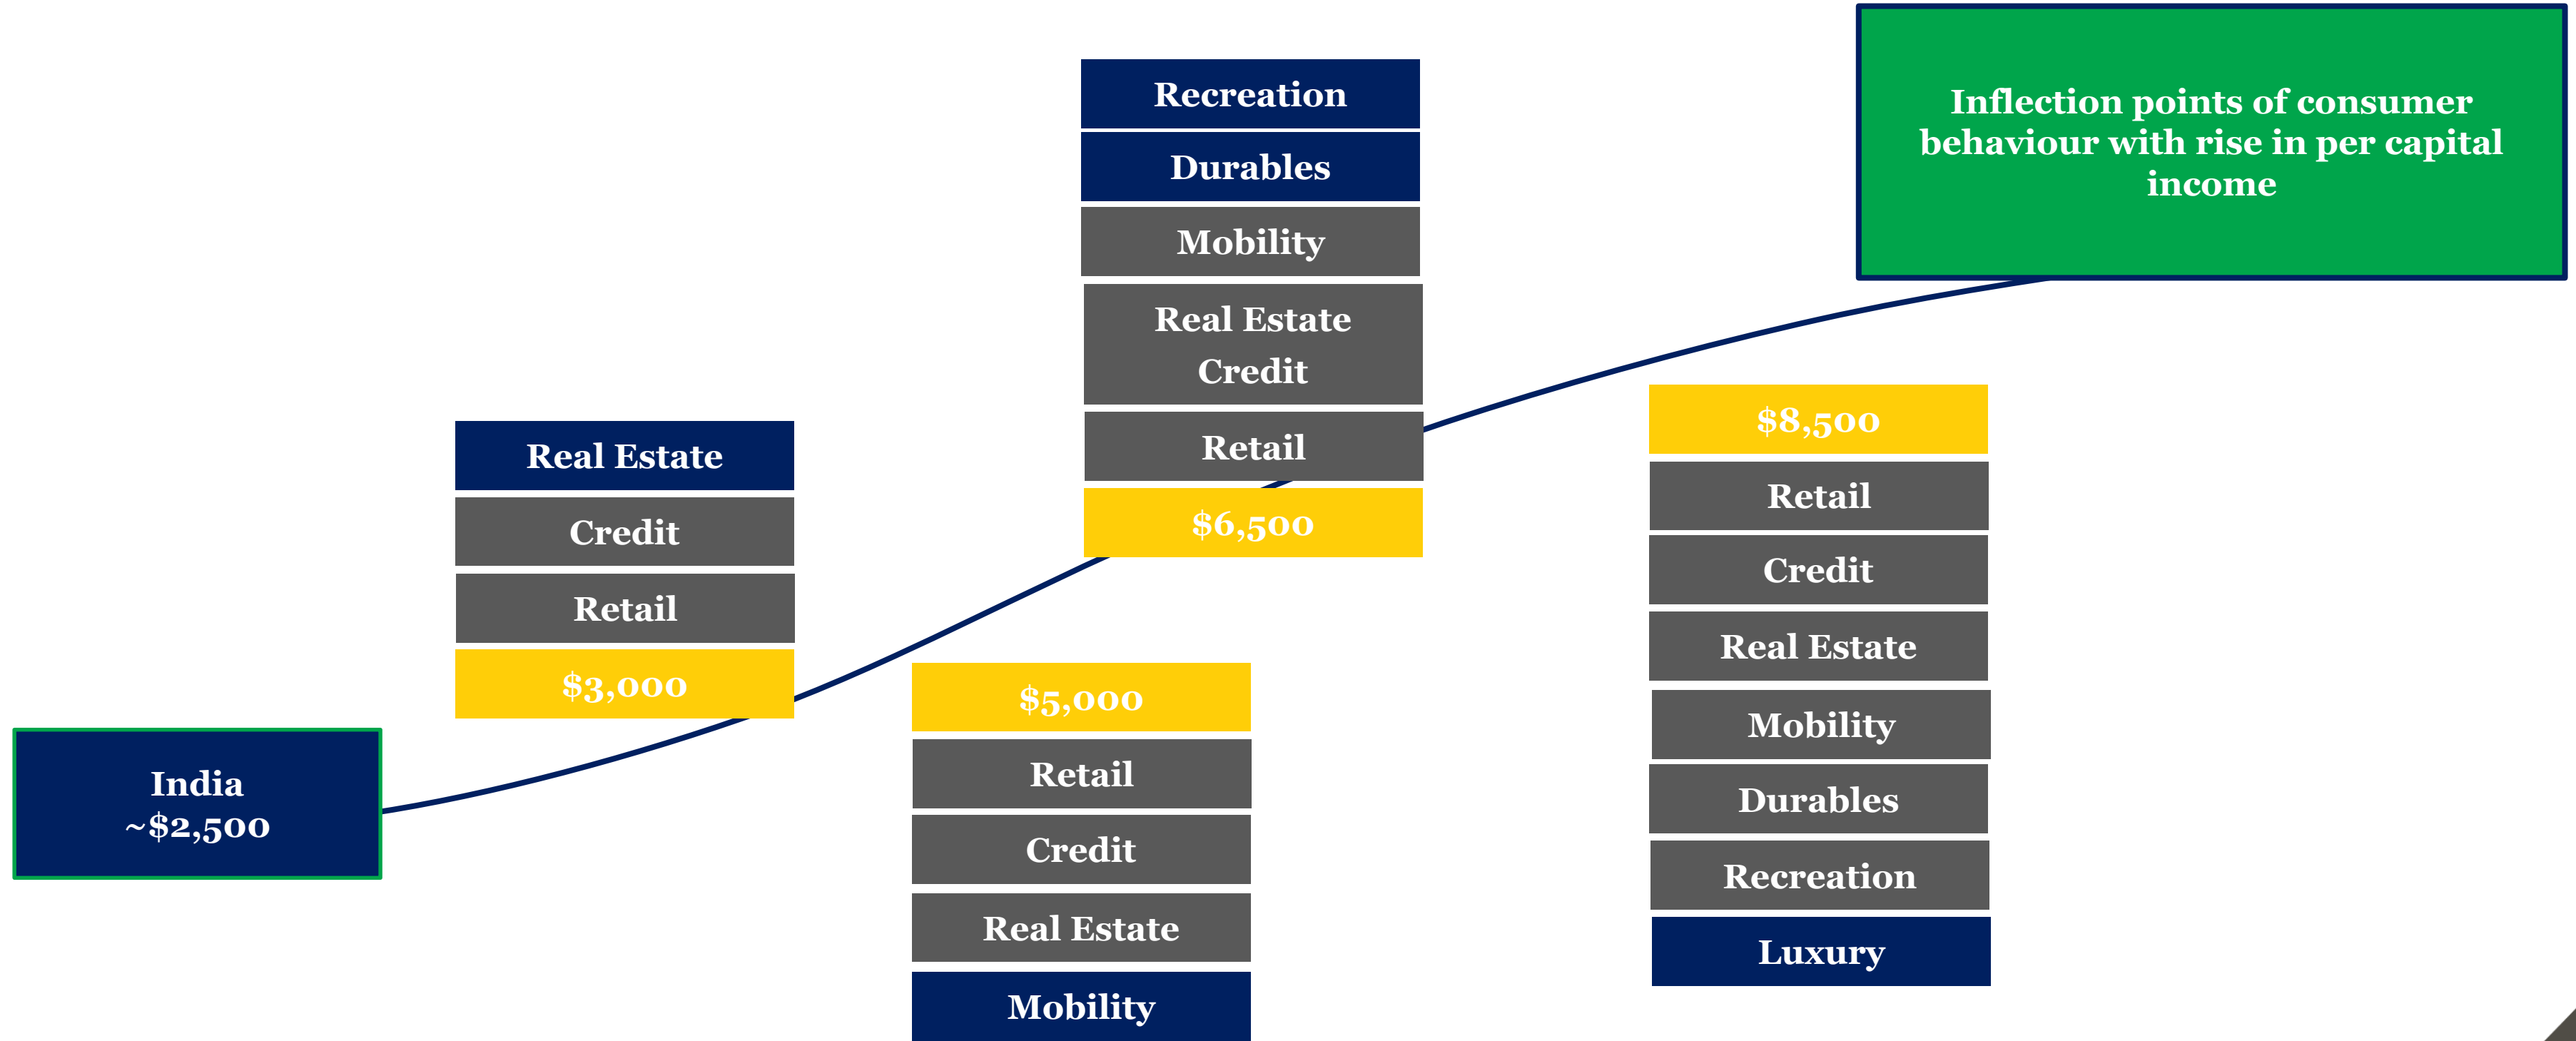 Inflection points of consumer
behaviour with rise in per capital
income
India
~$2,500
Real Estate
Credit
Retail
$3,000
$5,000
Retail
Credit
Real Estate
Mobility
Recreation
Durables
Mobility
Real Estate
Credit
Retail
$6,500
$8,500
Retail
Credit
Real Estate
Mobility
Durables
Recreation
Luxury